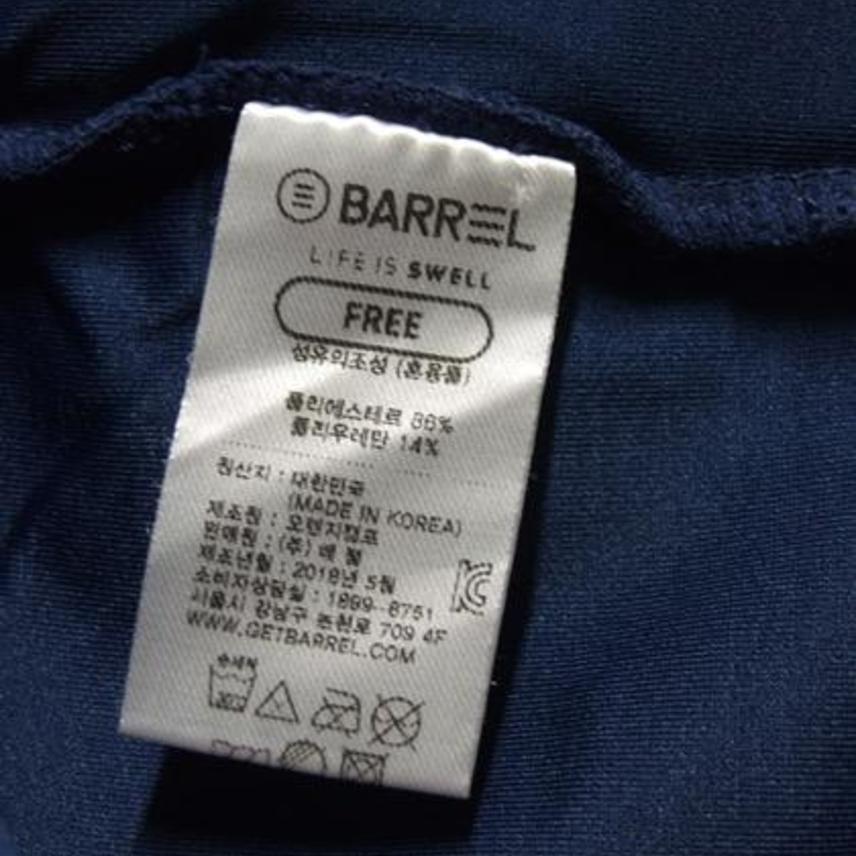 BARREL
LIFE IS SWELL
FREE
섬유의조성 (혼용률)
폴리에스테르 86%
폴리우레탄 14%
원산지 : 대한민국
(MADE IN KOREA)
제조원 : 오렌지캠프
판매원 : (주) 배럴
제조년월 : 2018년 5월
소비자상담실 : 1899-8751
서울시 강남구 논현로 709 4F
WWW.GETBARREL.COM
손세탁